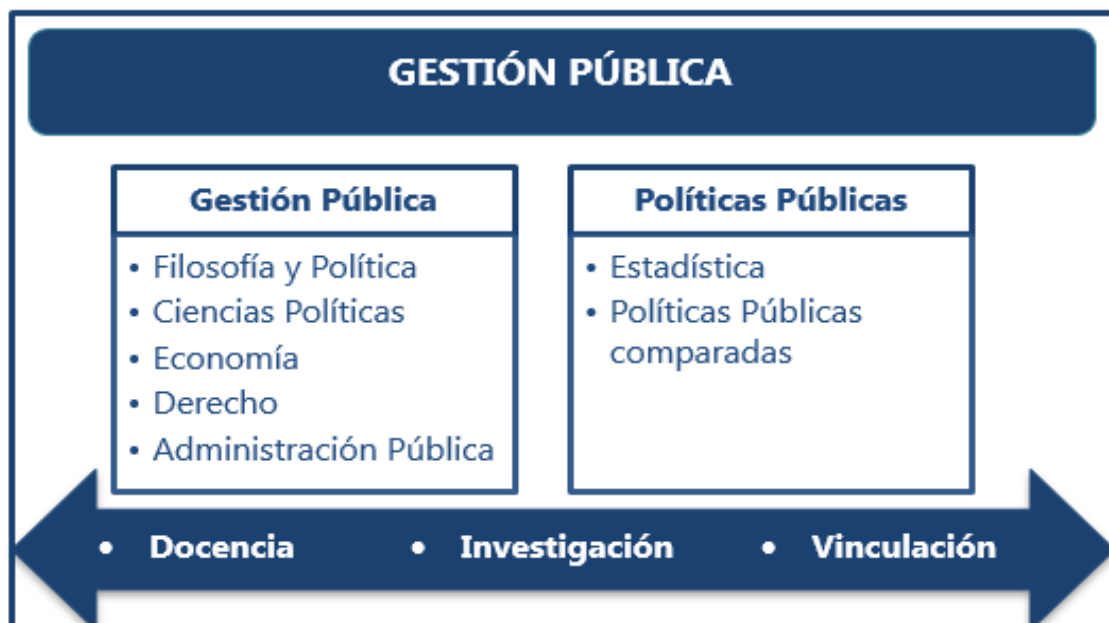 GESTIÓN PÚBLICA
Gestión Pública
• Filosofía y Política
• Ciencias Políticas
• Economía
• Derecho
• Administración Pública
Políticas Públicas
• Estadística
• Políticas Públicas
comparadas
• Docencia • Investigación • Vinculación